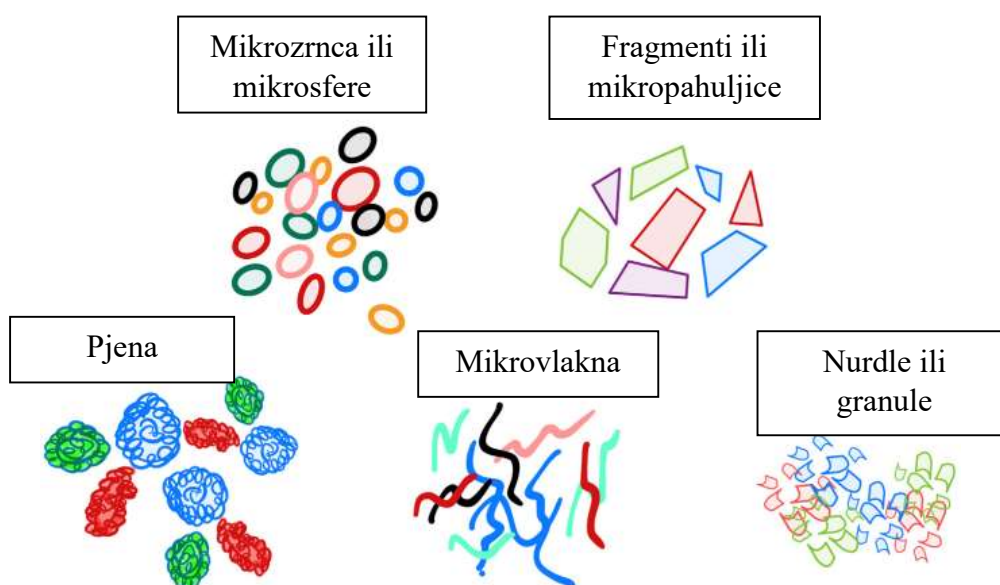 Mikrozrnca ili
mikrosfere
Fragmenti ili
mikropahuljice
Pjena
Mikrovlakna
Nurdle ili
granule